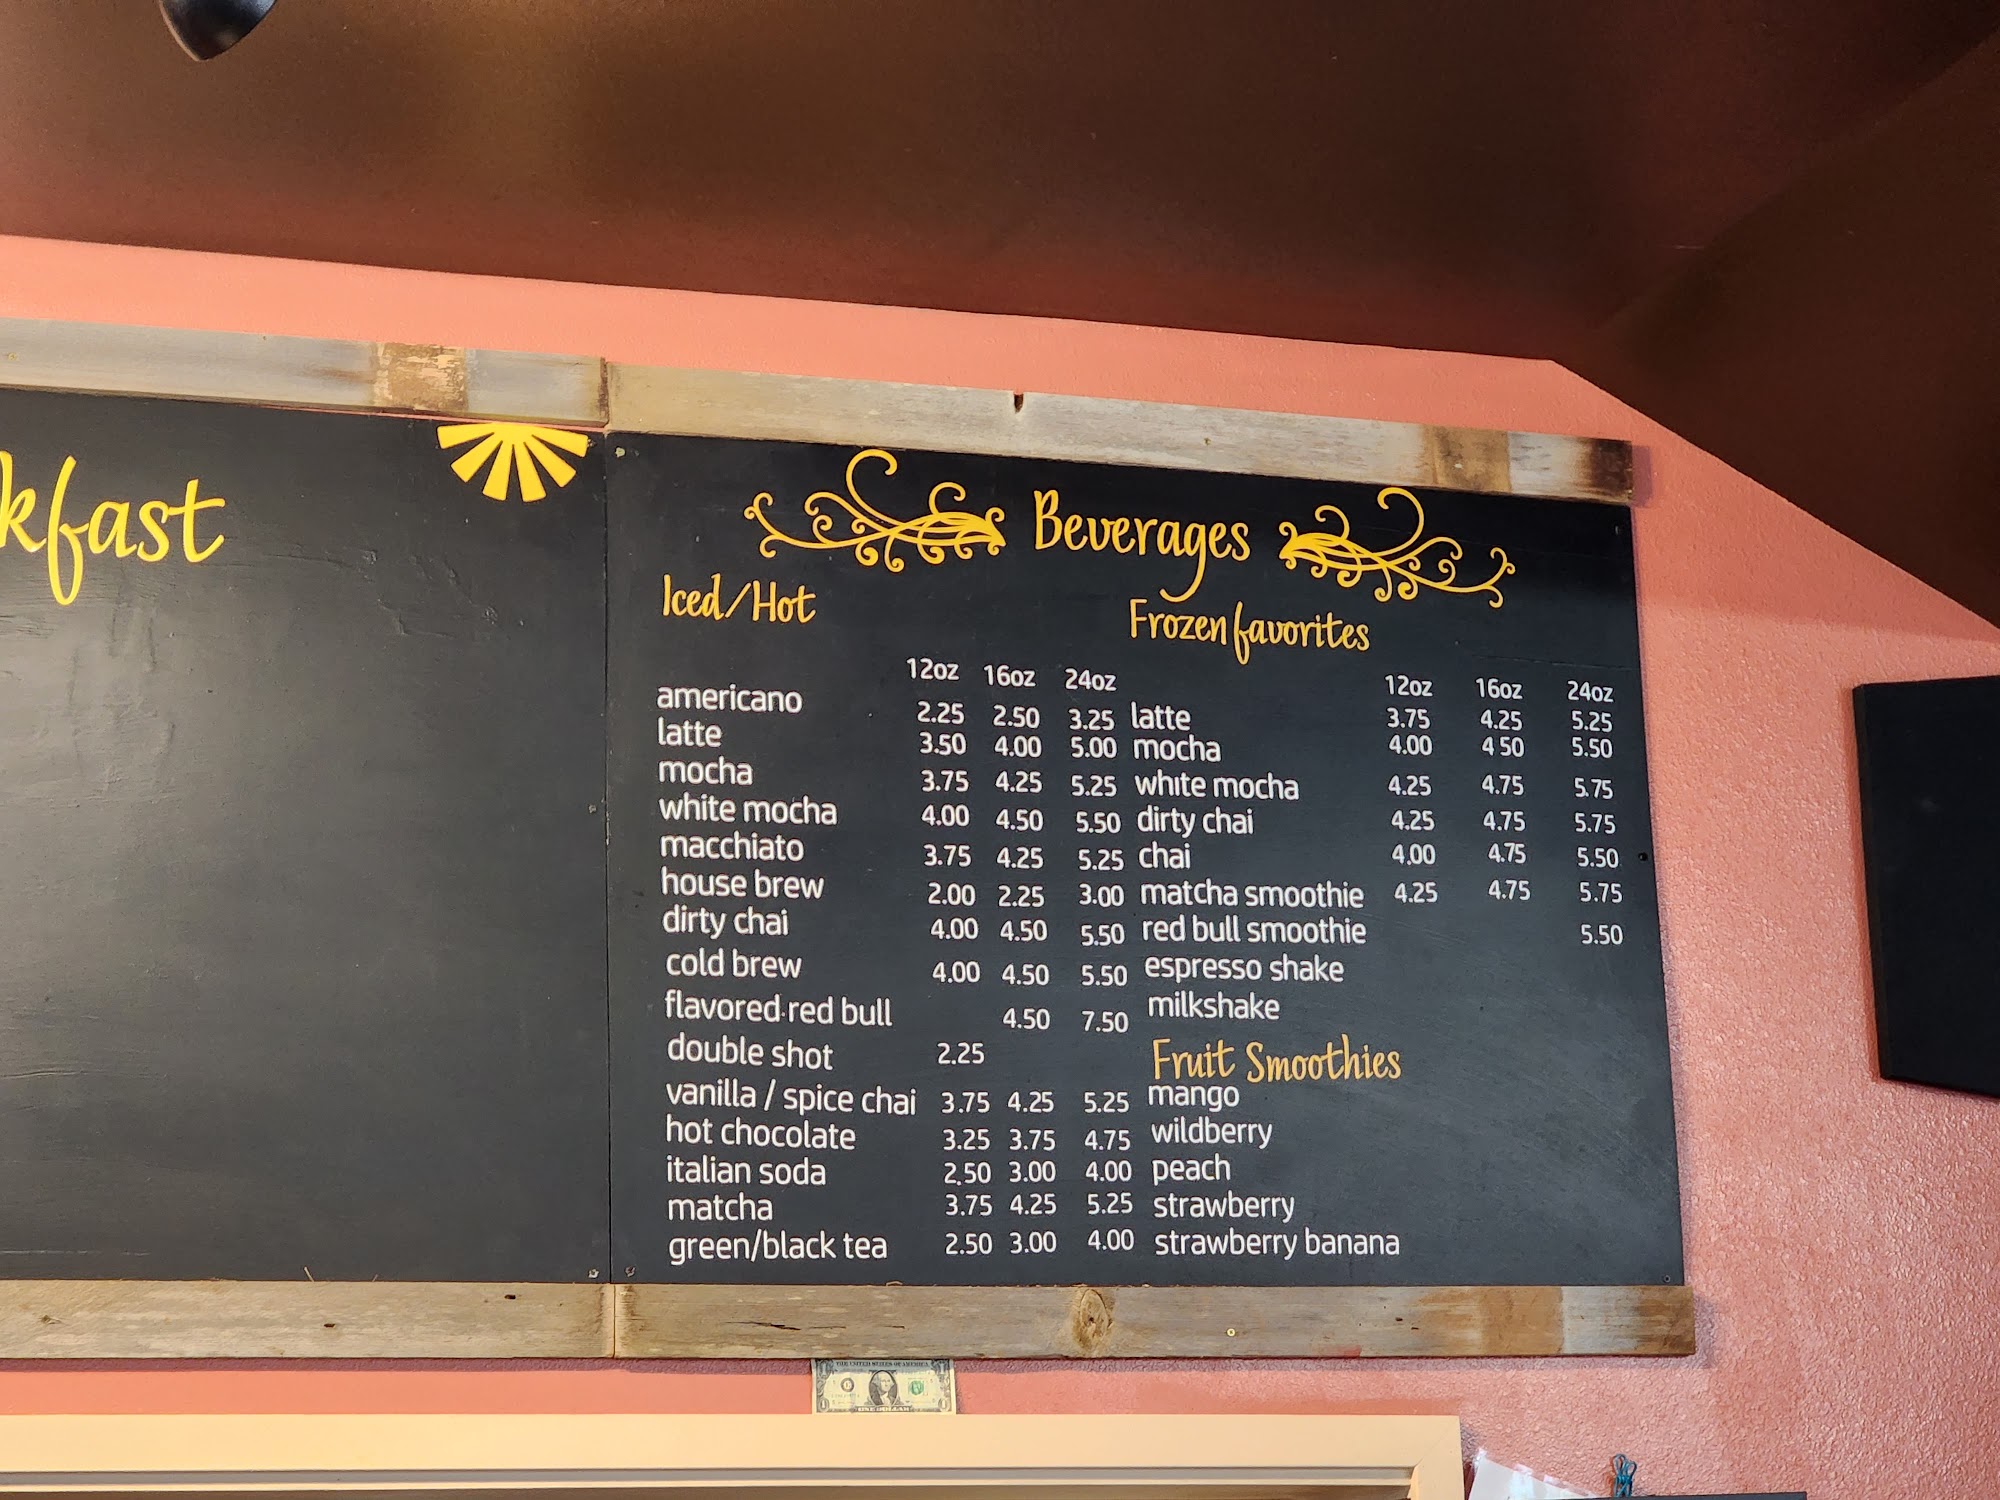 kfast
Beverages
Iced/Hot
12oz 16oz 24oz
americano 2.25 2.50 3.25
latte 3.50 4.00 5.00
mocha 3.75 4.25 5.25
white mocha 4.00 4.50 5.50
macchiato 3.75 4.25 5.25
house brew 2.00 2.25 3.00
dirty chai 4.00 4.50 5.50
cold brew 4.00 4.50 5.50
flavored red bull 4.50 7.50
double shot 2.25
vanilla / spice chai 3.75 4.25 5.25
hot chocolate 3.25 3.75 4.75
italian soda 2.50 3.00 4.00
matcha 3.75 4.25 5.25
green/black tea 2.50 3.00 4.00
Frozen favorites
12oz 16oz 24oz
latte 3.75 4.25 5.25
mocha 4.00 4 50 5.50
white mocha 4.25 4.75 5.75
dirty chai 4.25 4.75 5.75
chai 4.00 4.75 5.50
matcha smoothie 4.25 4.75 5.75
red bull smoothie 5.50
espresso shake
milkshake
Fruit Smoothies
mango
wildberry
peach
strawberry
strawberry banana
THE UNITED STATES OF AMERICA
ONE DOLLAR